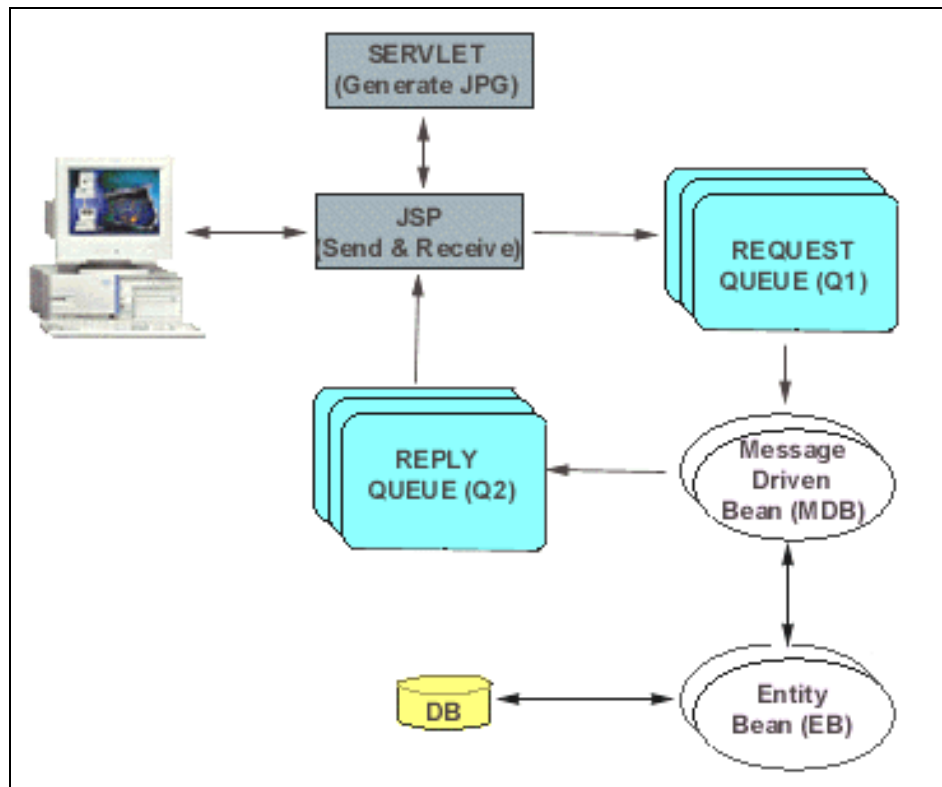 SERVLET
(Generate JPG)
JSP
(Send & Receive)
REQUEST
QUEUE (Q1)
REPLY
QUEUE (Q2)
Message
Driven
Bean (MDB)
DB
Entity
Bean (EB)